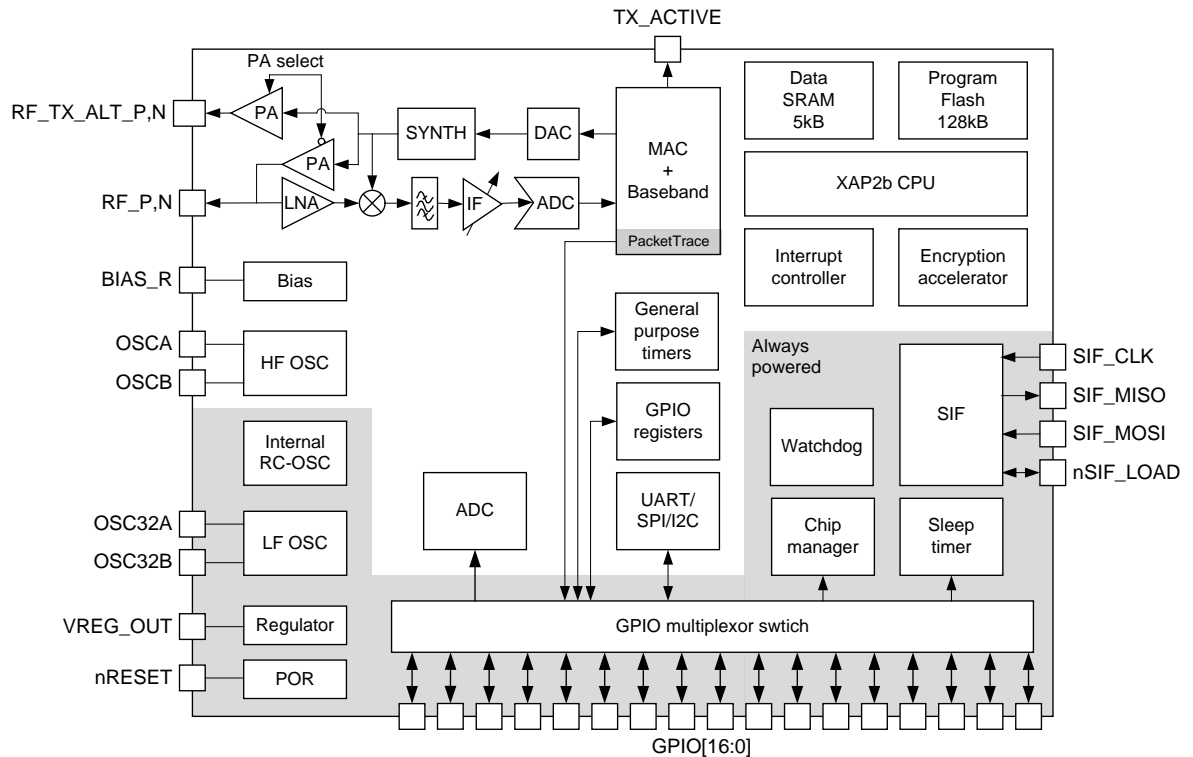 TX_ACTIVE
PA select
RF_TX_ALT_P,N
PA
SYNTH
DAC
MAC
+
Baseband
Data
SRAM
5kB
Program
Flash
128kB
PA
XAP2b CPU
RF_P,N
LNA
IF
ADC
PacketTrace
Interrupt
controller
Encryption
accelerator
BIAS_R
Bias
General
purpose
timers
OSCA
OSCB
HF OSC
Always
powered
SIF
SIF_CLK
SIF_MISO
SIF_MOSI
nSIF_LOAD
GPIO
registers
Watchdog
Internal
RC-OSC
ADC
UART/
SPI/I2C
OSC32A
OSC32B
LF OSC
Chip
manager
Sleep
timer
VREG_OUT
Regulator
GPIO multiplexor swtich
nRESET
POR
GPIO[16:0]